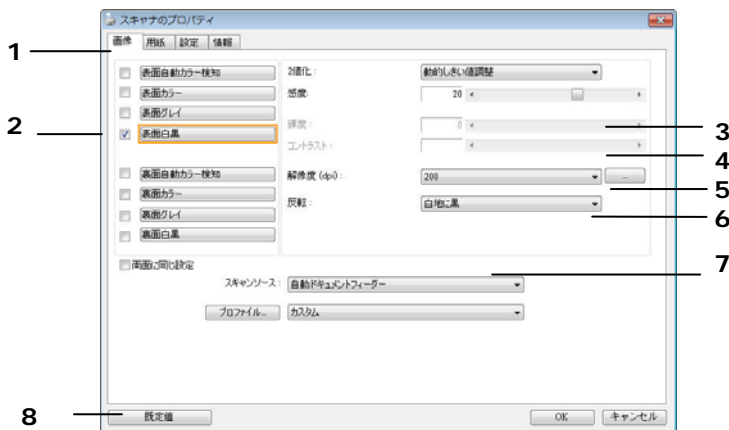 スキャナのプロパティ
画像 用紙 設定 情報
1
表面自動カラー検知
表面カラー
表面グレイ
2 表面白黒
裏面自動カラー検知
裏面カラー
裏面グレイ
裏面白黒
2値化: 動的しきい値調整
感度: 20
輝度: 0 3
コントラスト: 4
解像度 (dpi): 200 ... 5
反転: 白地に黒 6
両面に同じ設定 7
スキャンソース: 自動ドキュメントフィーダー
プロファイル... カスタム
8 既定値 OK キャンセル